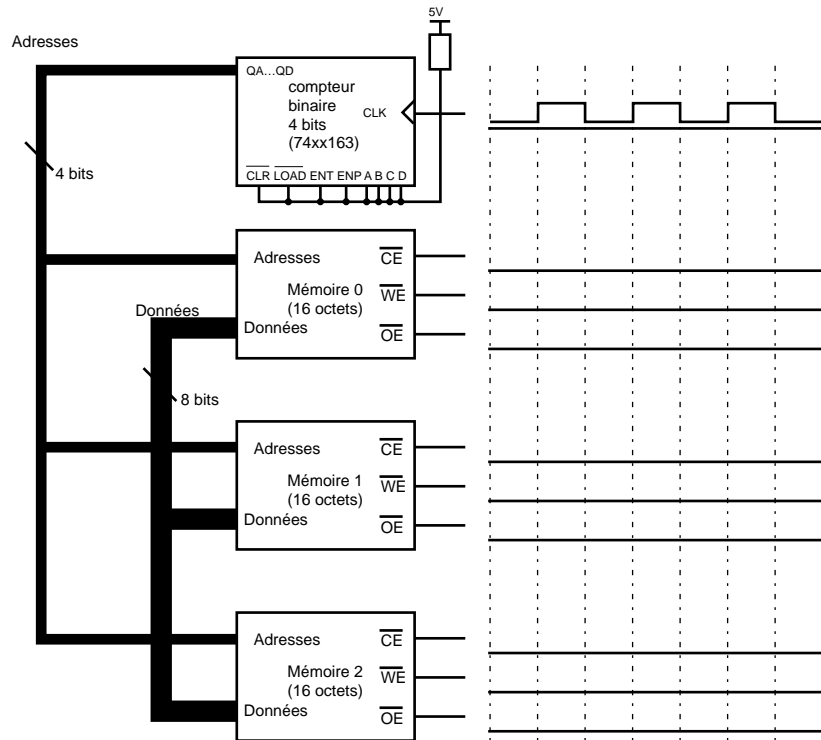 5V
Adresses
QA...QD
compteur
binaire
4 bits
(74xx163)
CLK
CLR LOAD ENT ENP A B C D
4 bits
Adresses
CE
Mémoire 0
(16 octets)
WE
Données
Données
OE
8 bits
Adresses
CE
Mémoire 1
(16 octets)
WE
Données
OE
Adresses
CE
Mémoire 2
(16 octets)
WE
Données
OE